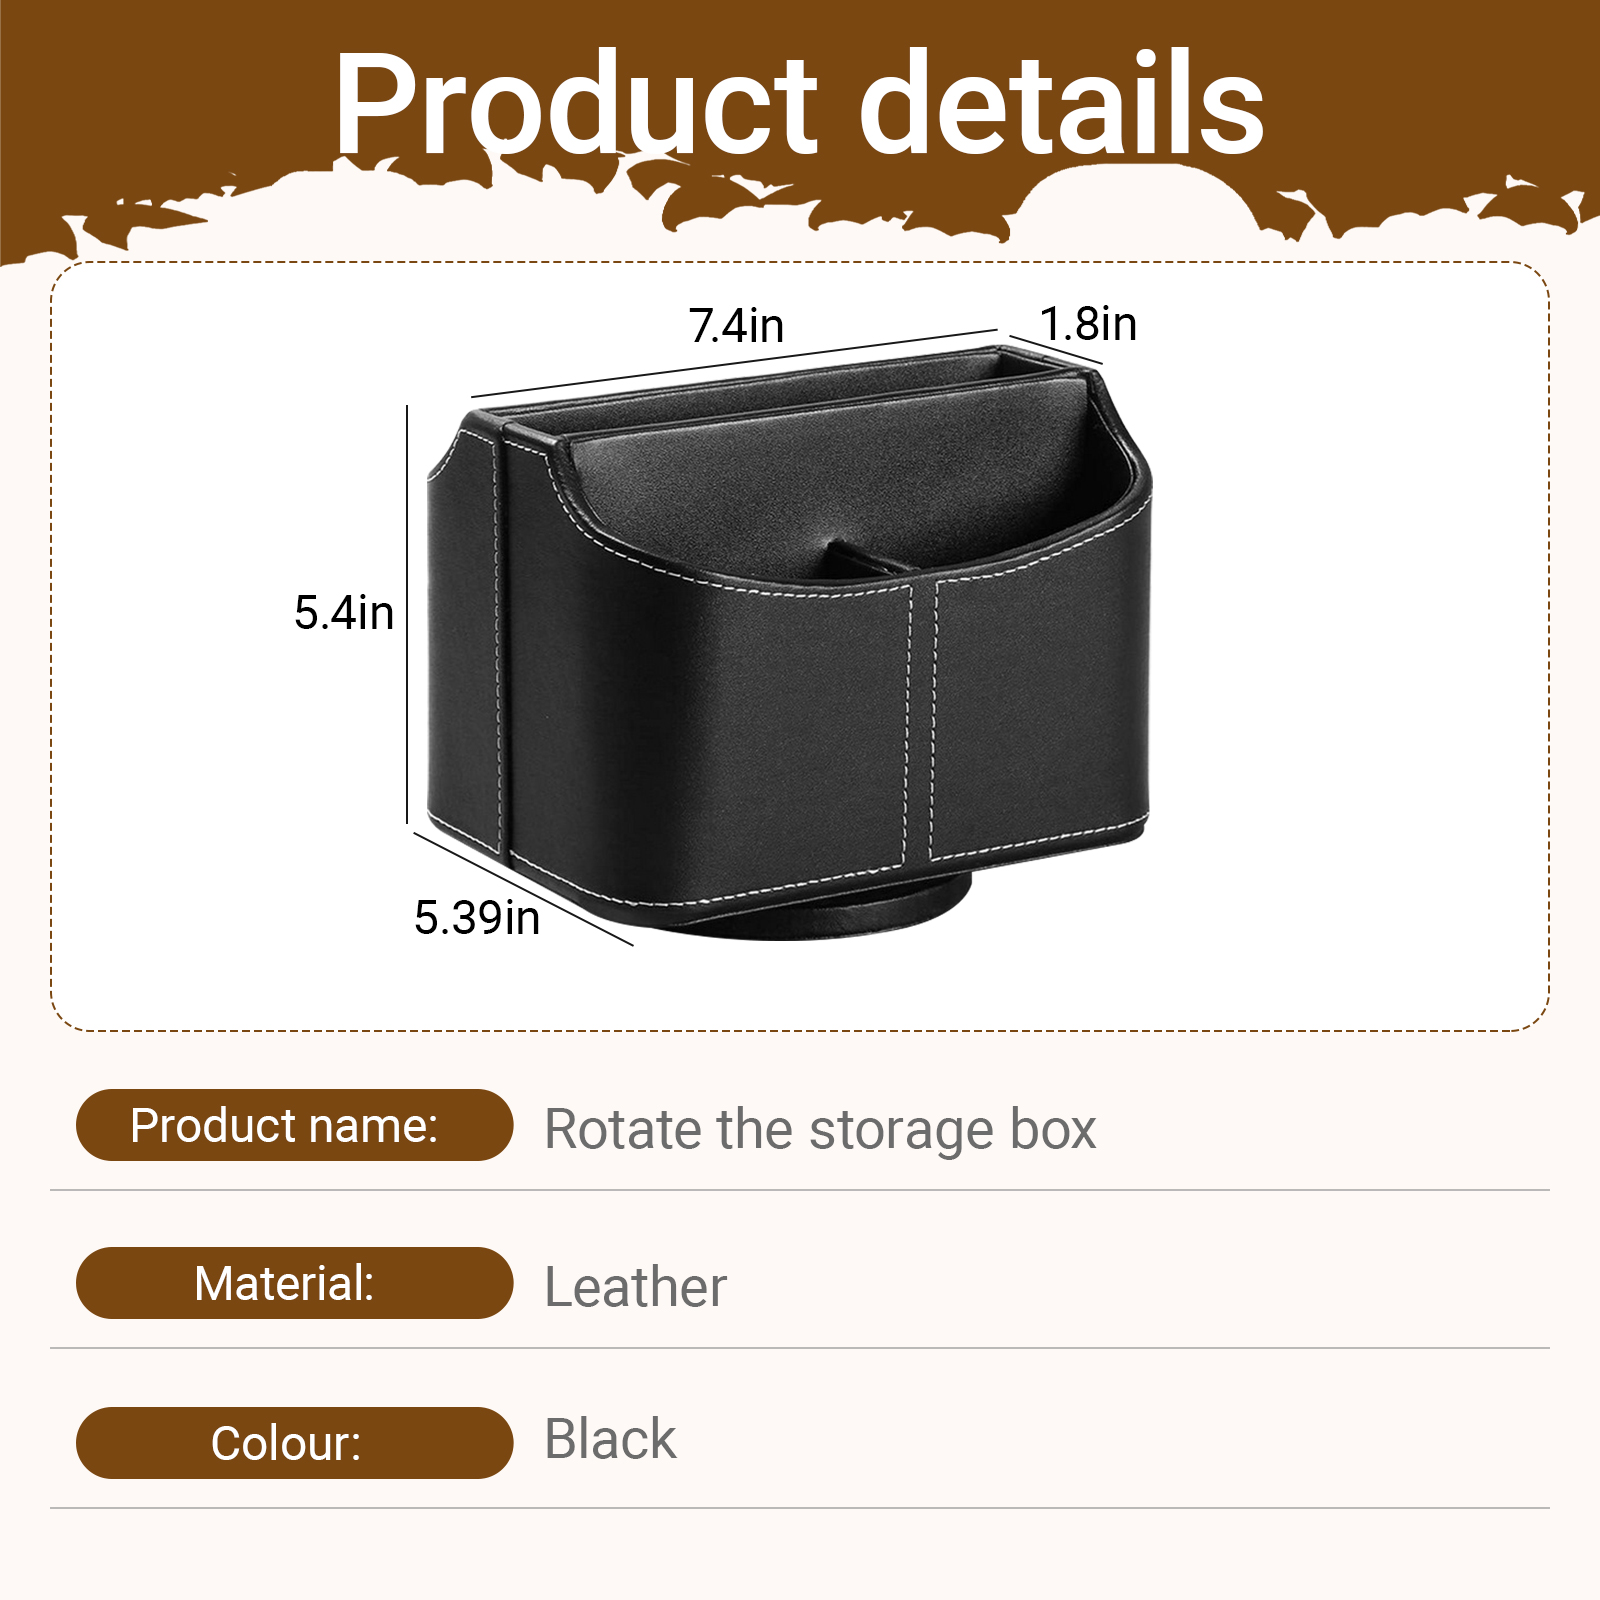 Product details
7.4in
1.8in
5.4in
5.39in
Product name: Rotate the storage box
Material: Leather
Colour: Black